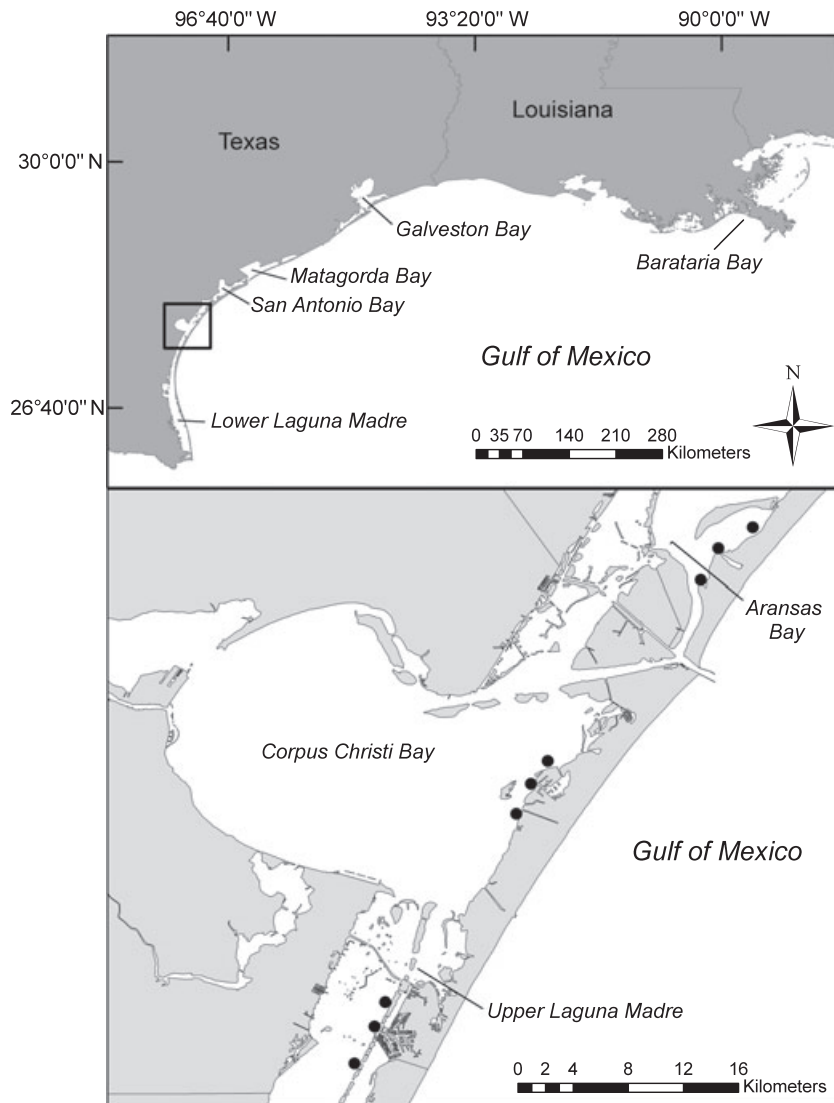 96°40'0" W 93°20'0" W 90°0'0" W
Louisiana
Texas
30°0'0" N
Galveston Bay
Barataria Bay
Matagorda Bay
San Antonio Bay
Gulf of Mexico
N
26°40'0" N
Lower Laguna Madre
0 35 70 140 210 280
Kilometers
Aransas
Bay
Corpus Christi Bay
Gulf of Mexico
Upper Laguna Madre
0 2 4 8 12 16
Kilometers